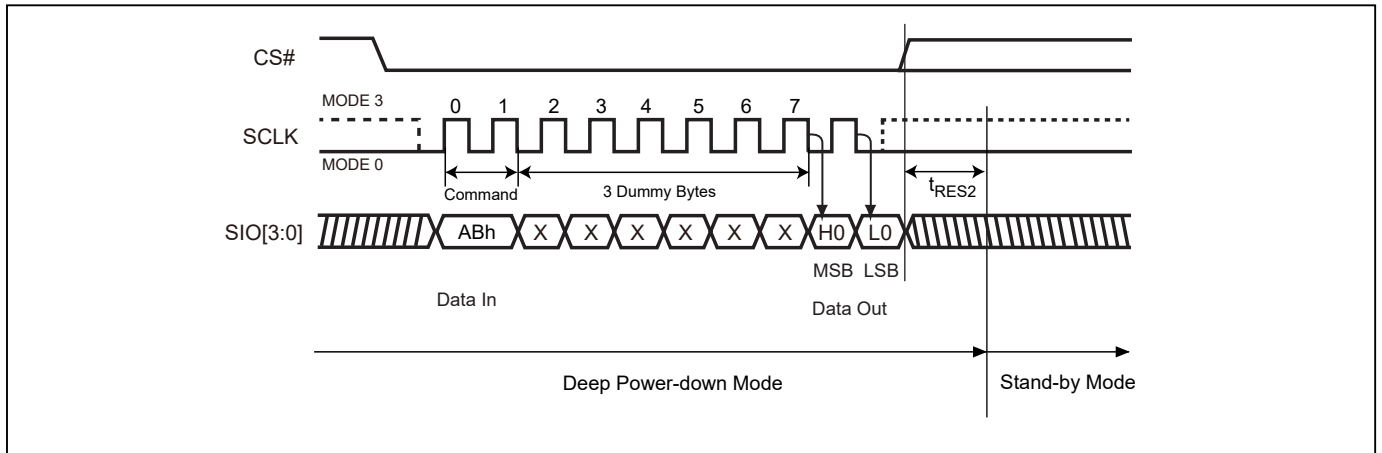 CS#
MODE 3
0 1 2 3 4 5 6 7
SCLK
MODE 0
Command
3 Dummy Bytes
tRES2
SIO[3:0]
ABh X X X X X X H0 L0
MSB LSB
Data In
Data Out
Deep Power-down Mode
Stand-by Mode